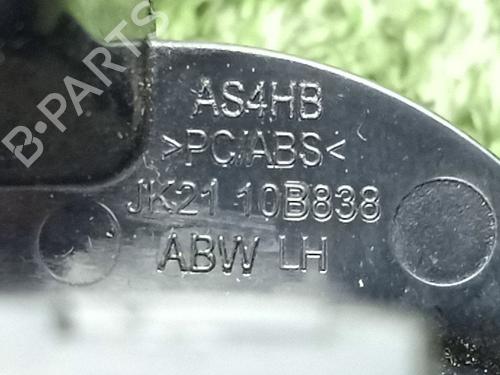 B·PARTS
AS4HB
>PC/ABS<
JK21 10B838
ABW LH